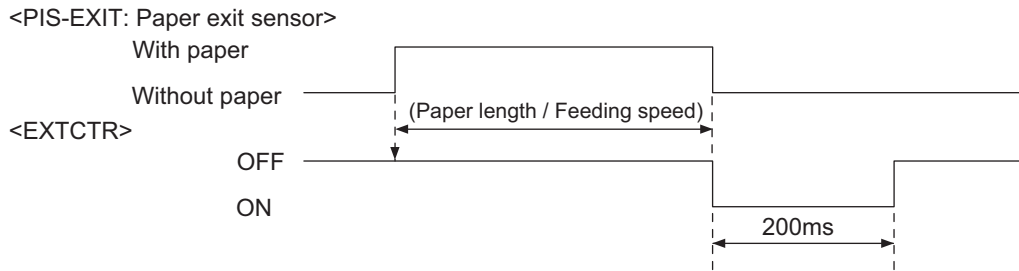 <PIS-EXIT: Paper exit sensor>
With paper
Without paper
(Paper length / Feeding speed)
<EXTCTR>
OFF
ON
200ms